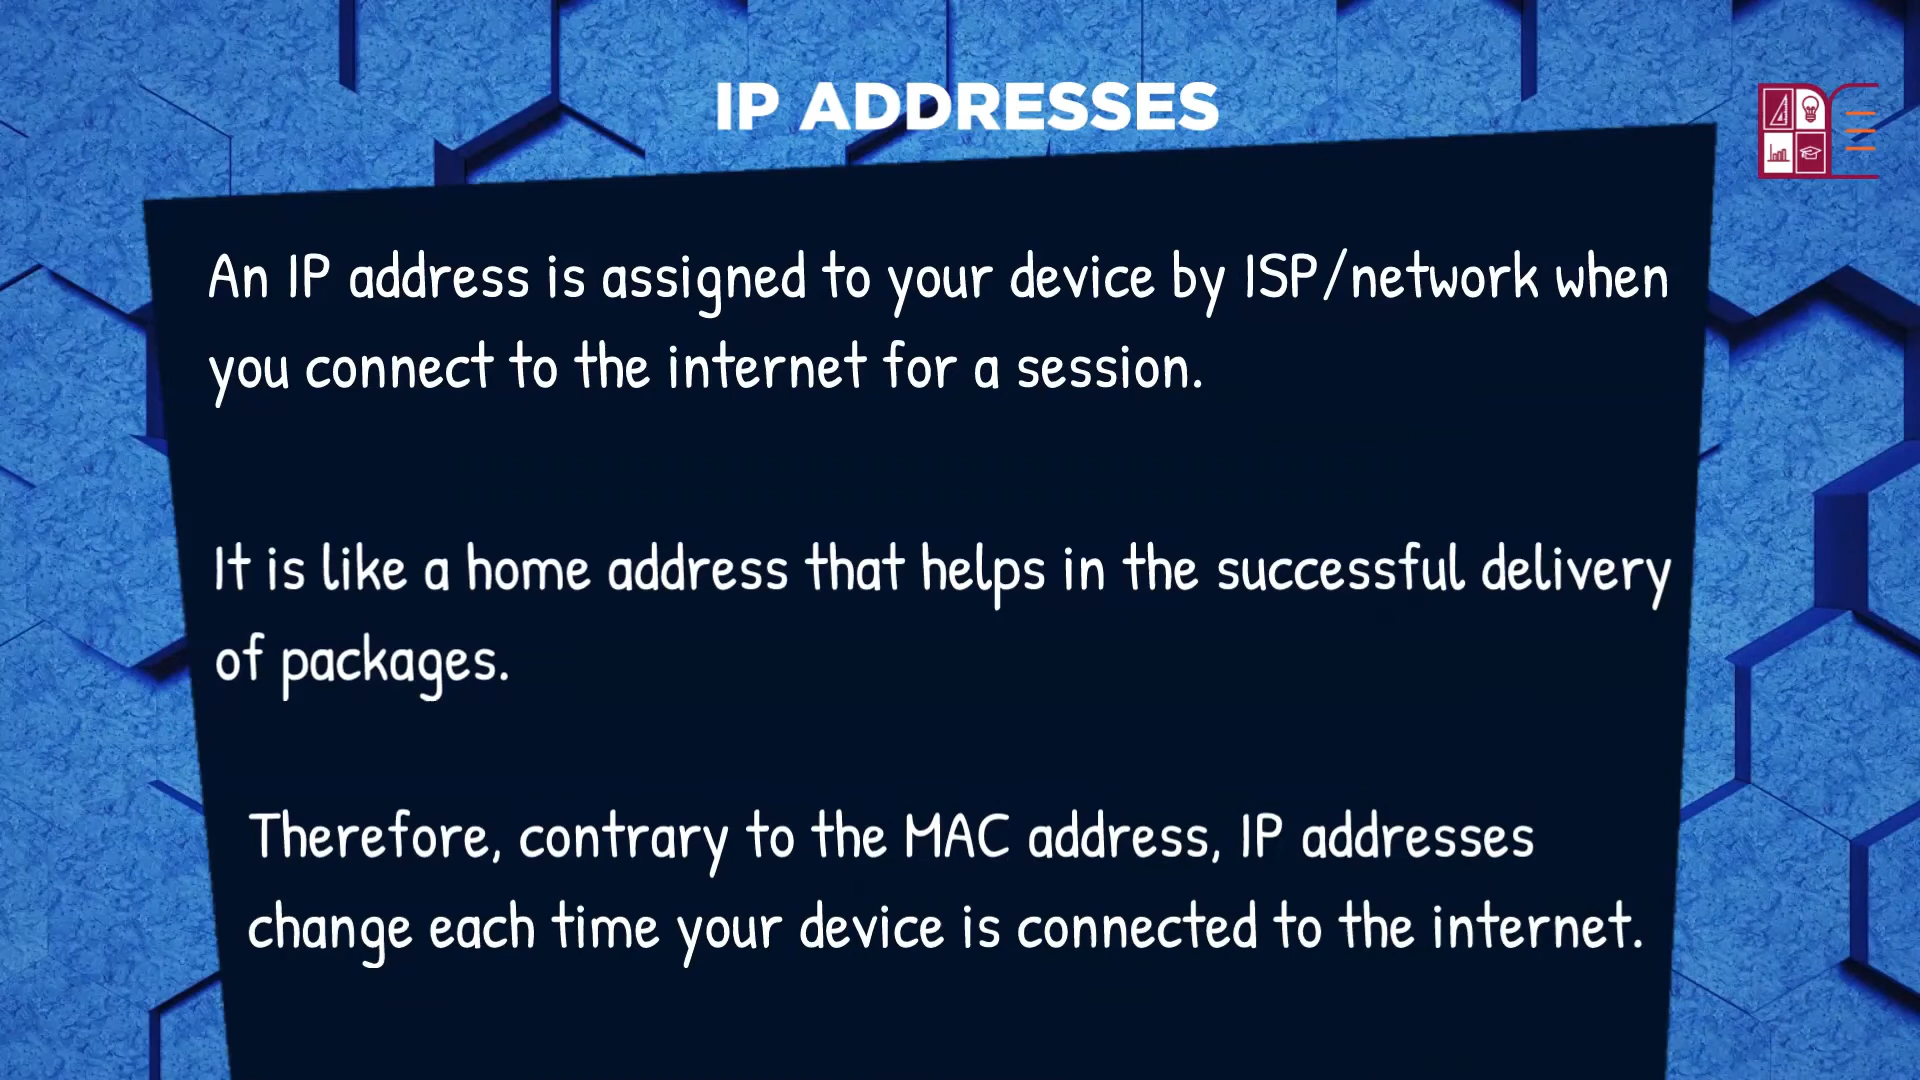 IP ADDRESSES
An IP address is assigned to your device by ISP/network when
you connect to the internet for a session.
It is like a home address that helps in the successful delivery
of packages.
Therefore, contrary to the MAC address, IP addresses
change each time your device is connected to the internet.